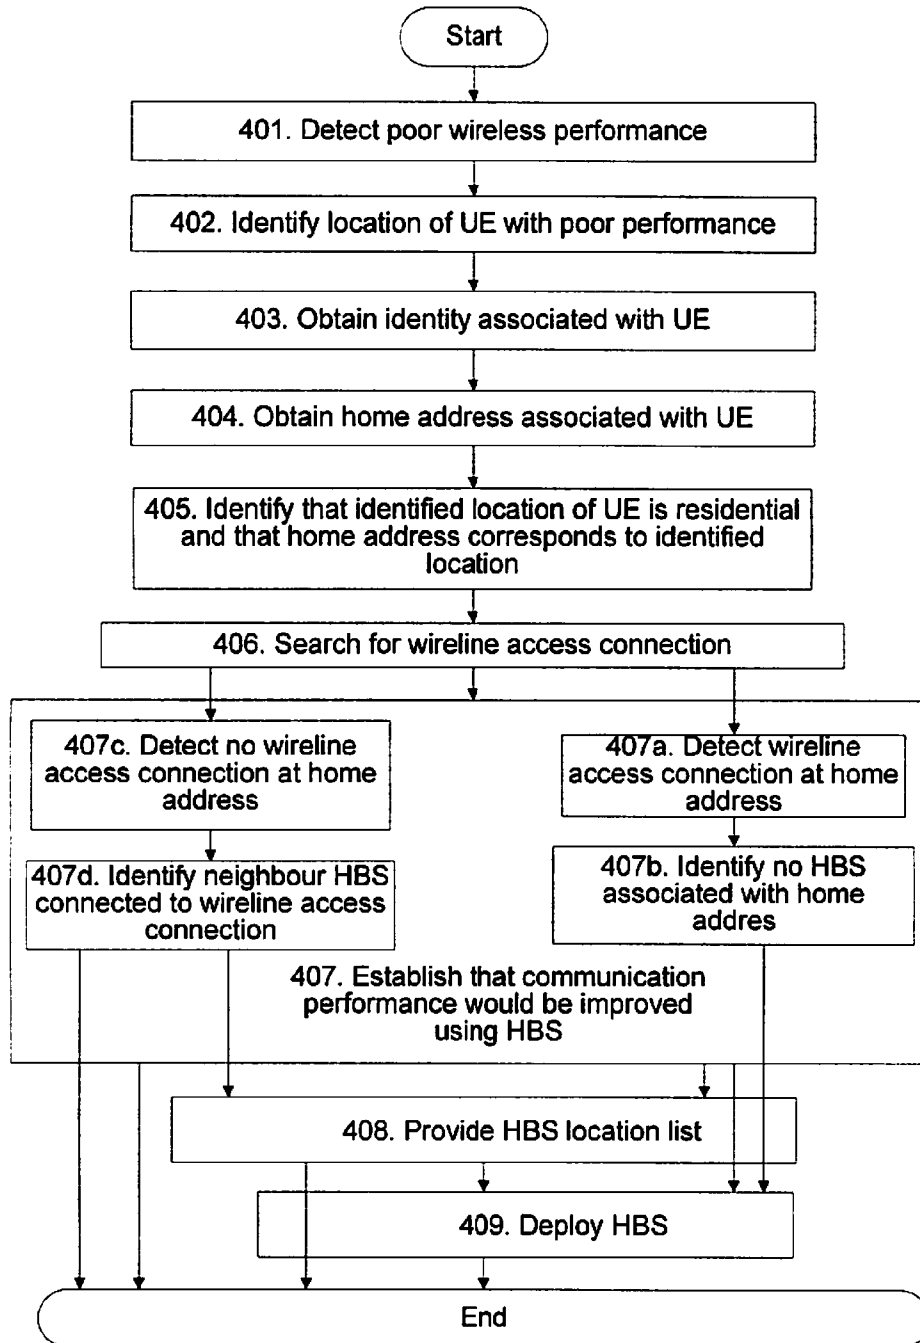 Start
401. Detect poor wireless performance
402. Identify location of UE with poor performance
403. Obtain identity associated with UE
404. Obtain home address associated with UE
405. Identify that identified location of UE is residential
and that home address corresponds to identified
location
406. Search for wireline access connection
407c. Detect no wireline
access connection at home
address
407a. Detect wireline
access connection at home
address
407d. Identify neighbour HBS
connected to wireline access
connection
407b. Identify no HBS
associated with home
addres
407. Establish that communication
performance would be improved
using HBS
408. Provide HBS location list
409. Deploy HBS
End